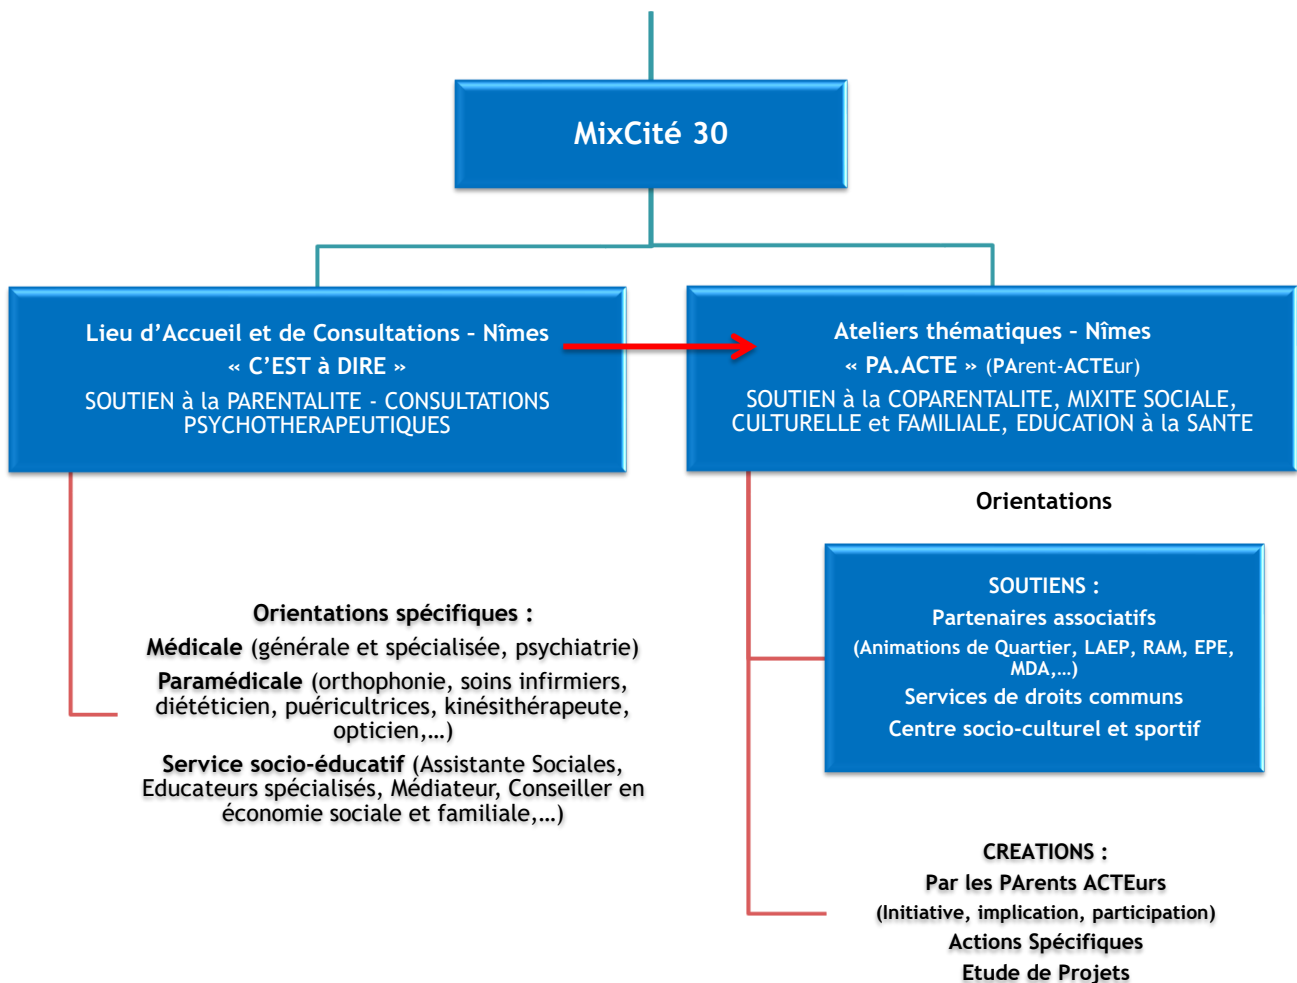 MixCité 30
Lieu d’Accueil et de Consultations – Nîmes
« C’EST à DIRE »
SOUTIEN à la PARENTALITE - CONSULTATIONS
PSYCHOTHERAPEUTIQUES
Ateliers thématiques – Nîmes
« PA.ACTE » (PArent-ACTEur)
SOUTIEN à la COPARENTALITE, MIXITE SOCIALE,
CULTURELLE et FAMILIALE, EDUCATION à la SANTE
Orientations spécifiques :
Médicale (générale et spécialisée, psychiatrie)
Paramédicale (orthophonie, soins infirmiers,
diététicien, puéricultrices, kinésithérapeute,
opticien,…)
Service socio-éducatif (Assistante Sociales,
Educateurs spécialisés, Médiateur, Conseiller en
économie sociale et familiale,…)
Orientations
SOUTIENS :
Partenaires associatifs
(Animations de Quartier, LAEP, RAM, EPE,
MDA,…)
Services de droits communs
Centre socio-culturel et sportif
CREATIONS :
Par les PArents ACTEurs
(Initiative, implication, participation)
Actions Spécifiques
Etude de Projets